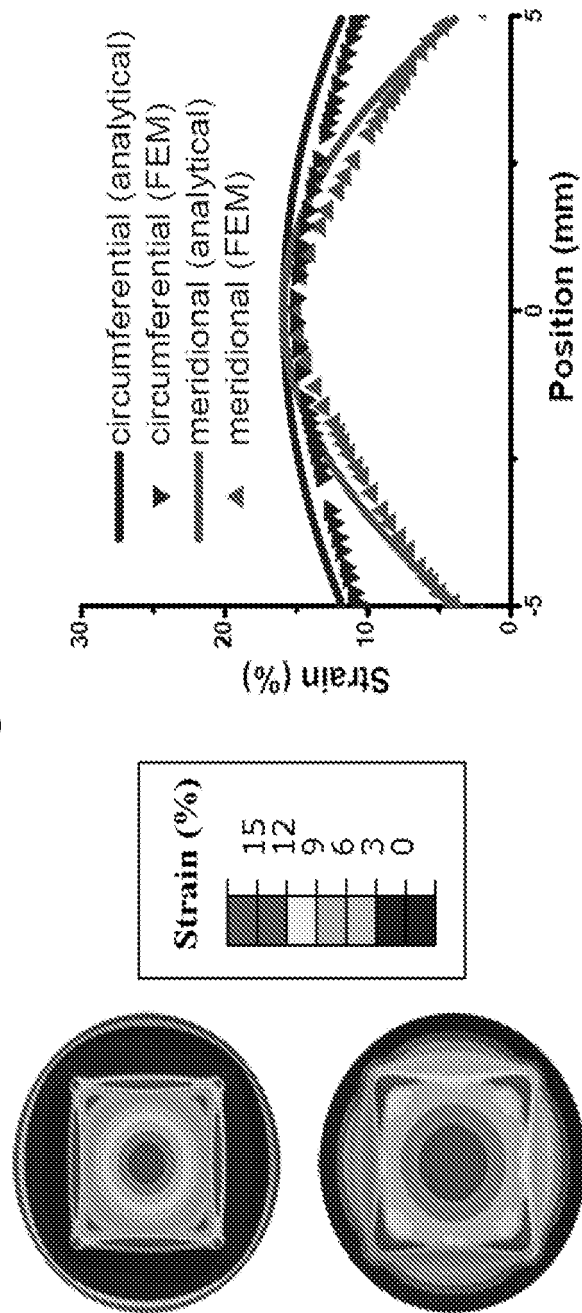 Strain (%)
15
12
9
6
3
0
circumferential (analytical)
circumferential (FEM)
meridional (analytical)
meridional (FEM)
30
20
10
0
Strain (%)
-5
0
5
Position (mm)